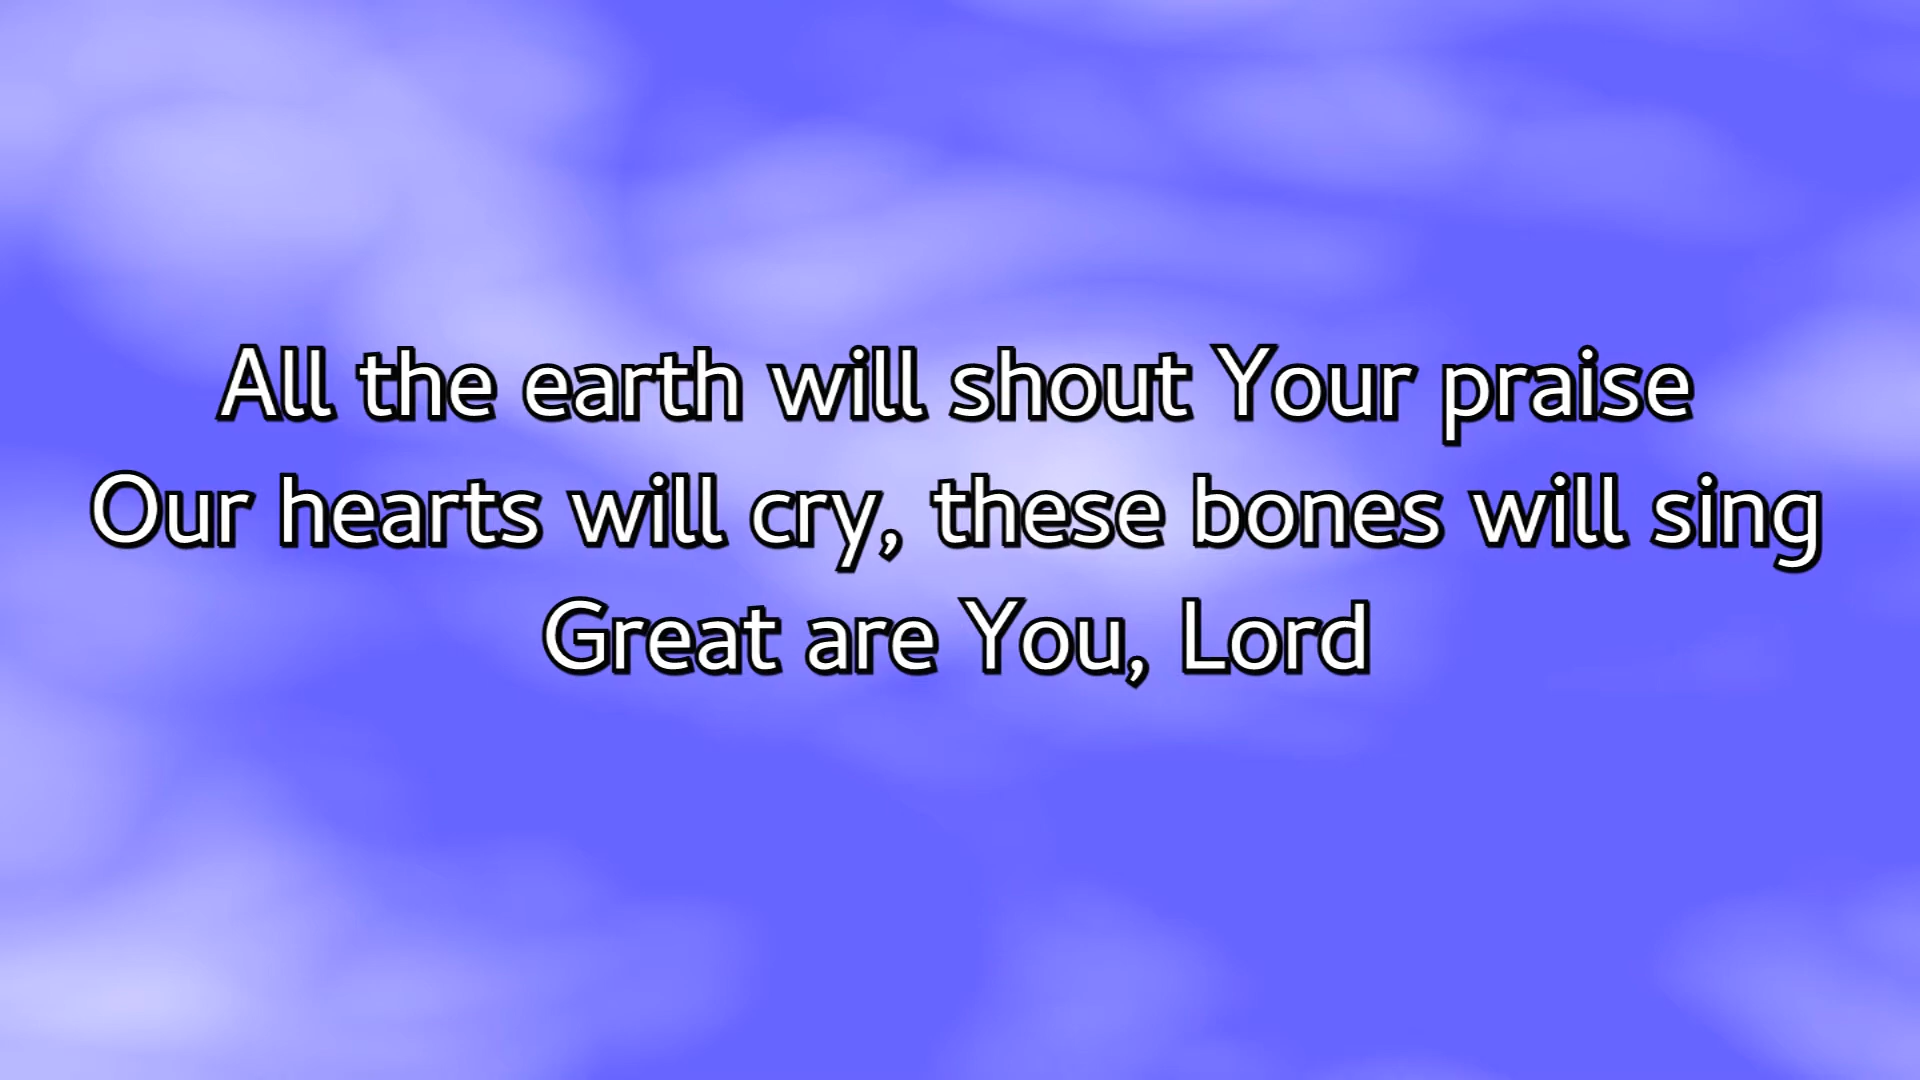 All the earth will shout Your praise
Our hearts will cry, these bones will sing
Great are You, Lord